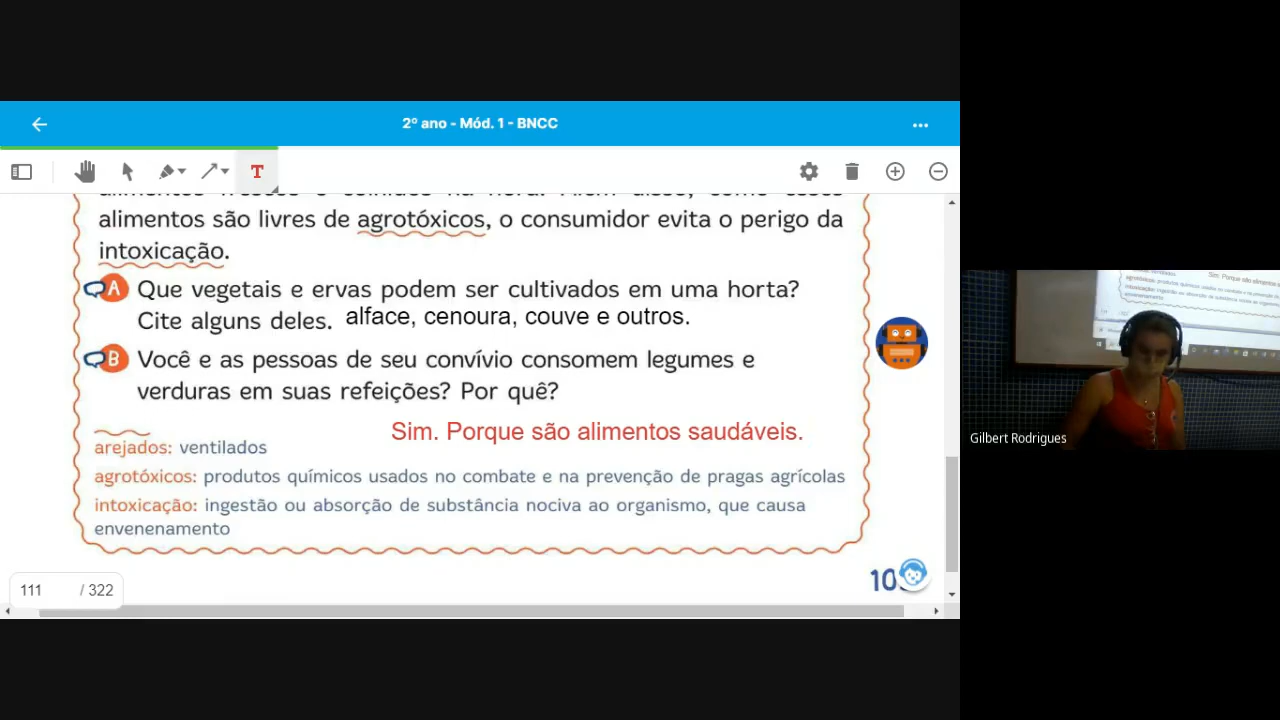 2º ano - Mód. 1 - BNCC
T
alimentos são livres de agrotóxicos, o consumidor evita o perigo da
intoxicação.
A Que vegetais e ervas podem ser cultivados em uma horta?
Cite alguns deles. alface, cenoura, couve e outros.
B Você e as pessoas de seu convívio consomem legumes e
verduras em suas refeições? Por quê?
Sim. Porque são alimentos saudáveis.
arejados: ventilados
agrotóxicos: produtos químicos usados no combate e na prevenção de pragas agrícolas
intoxicação: ingestão ou absorção de substância nociva ao organismo, que causa
envenenamento
10
111 / 322
Gilbert Rodrigues